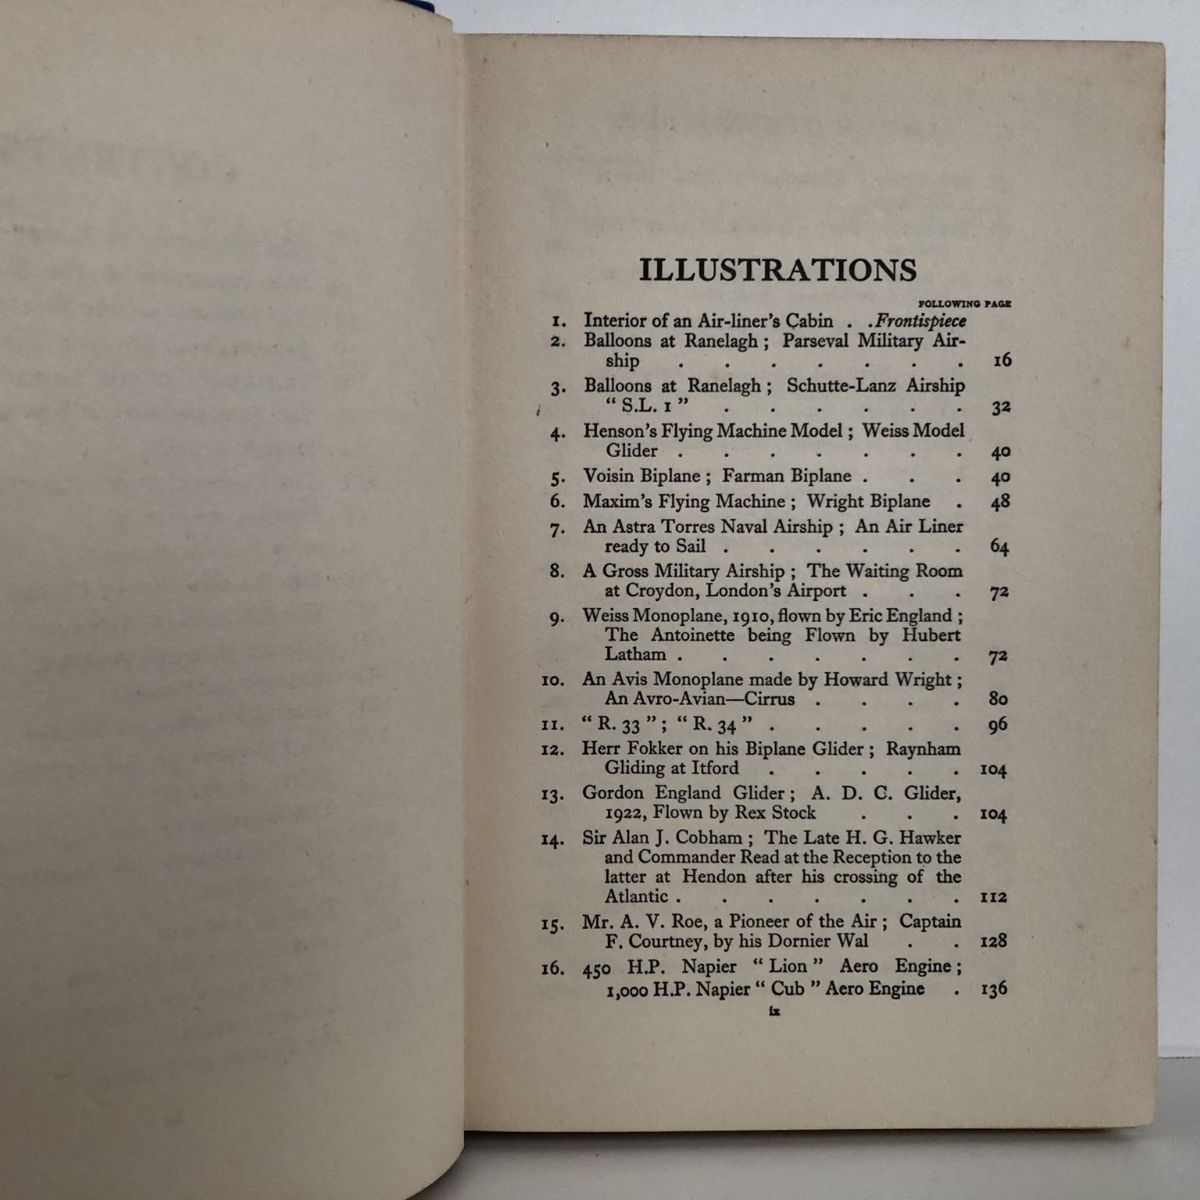 ILLUSTRATIONS
FOLLOWING PAGE
1. Interior of an Air-liner's Cabin . . Frontispiece
2. Balloons at Ranelagh ; Parseval Military Air-
ship . . . . . . . 16
3. Balloons at Ranelagh ; Schutte-Lanz Airship
“ S.L. 1 ” . . . . . . 32
4. Henson's Flying Machine Model ; Weiss Model
Glider . . . . . . . 40
5. Voisin Biplane ; Farman Biplane . . . 40
6. Maxim's Flying Machine ; Wright Biplane . 48
7. An Astra Torres Naval Airship ; An Air Liner
ready to Sail . . . . . . 64
8. A Gross Military Airship ; The Waiting Room
at Croydon, London's Airport . . . 72
9. Weiss Monoplane, 1910, flown by Eric England ;
The Antoinette being Flown by Hubert
Latham . . . . . . . 72
10. An Avis Monoplane made by Howard Wright ;
An Avro-Avian—Cirrus . . . . 80
11. “ R. 33 ” ; “ R. 34 ” . . . . . 96
12. Herr Fokker on his Biplane Glider ; Raynham
Gliding at Itford . . . . . 104
13. Gordon England Glider ; A. D. C. Glider,
1922, Flown by Rex Stock . . . 104
14. Sir Alan J. Cobham ; The Late H. G. Hawker
and Commander Read at the Reception to the
latter at Hendon after his crossing of the
Atlantic . . . . . . . 112
15. Mr. A. V. Roe, a Pioneer of the Air ; Captain
F. Courtney, by his Dornier Wal . . 128
16. 450 H.P. Napier “ Lion ” Aero Engine ;
1,000 H.P. Napier “ Cub ” Aero Engine . 136
ix